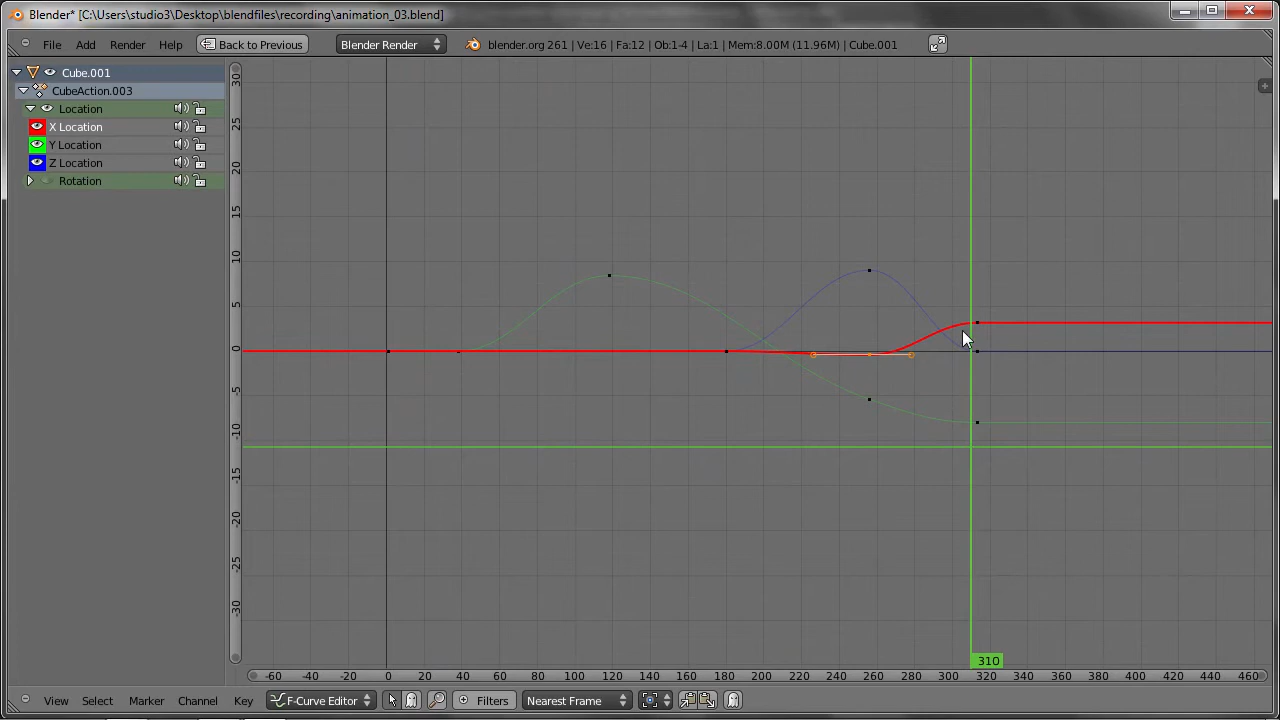 Blender* [C:\Users\studio3\Desktop\blendfiles\recording\animation_03.blend]
File Add Render Help Back to Previous Blender Render blender.org 261 | Ve:16 | Fa:12 | Ob:1-4 | La:1 | Mem:8.00M (11.96M) | Cube.001
Cube.001
CubeAction.003
Location
X Location
Y Location
Z Location
Rotation
30
25
20
15
10
5
0
-5
-10
-15
-20
-25
-30
310
-60 -40 -20 0 20 40 60 80 100 120 140 160 180 200 220 240 260 280 300 320 340 360 380 400 420 440 460
View Select Marker Channel Key F-Curve Editor Filters Nearest Frame